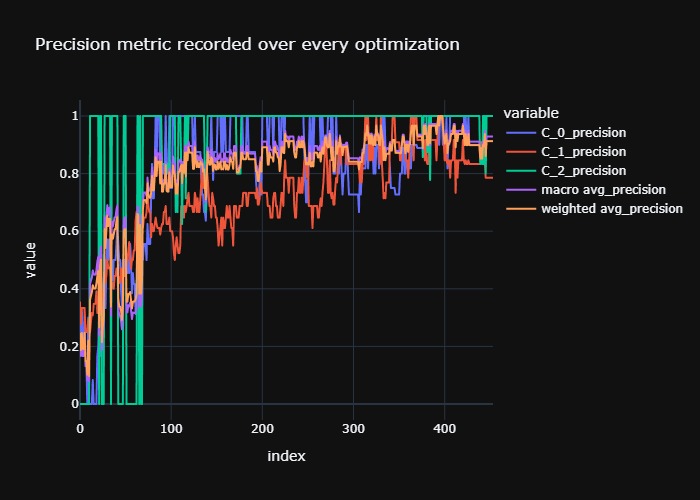 Precision metric recorded over every optimization
variable
C_0_precision
C_1_precision
C_2_precision
macro avg_precision
weighted avg_precision
1
0.8
0.6
0.4
0.2
0
value
0 100 200 300 400
index